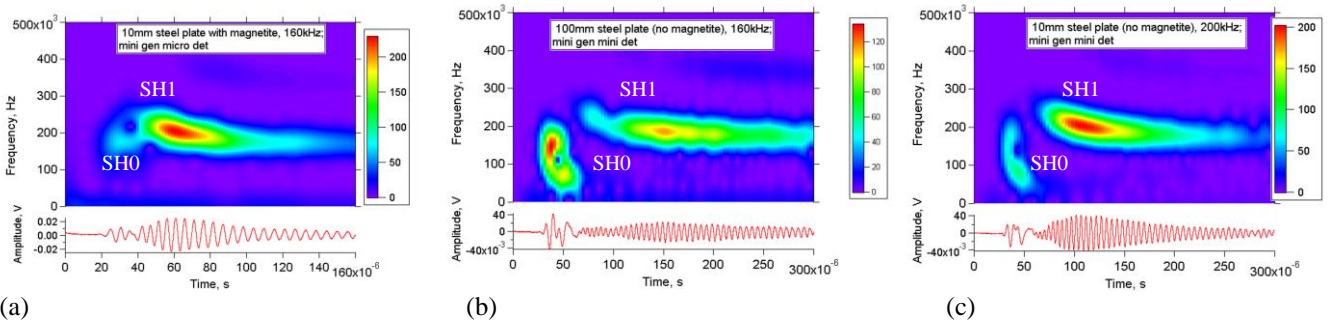 500x10³
400
300
200
100
0
Frequency, Hz
10mm steel plate with magnetite, 160kHz;
mini gen micro det
SH1
SH0
200
150
100
50
0
0.02
0.00
-0.02
Amplitude, V
0 20 40 60 80 100 120 140 160x10⁻⁶
Time, s
(a)
500x10³
400
300
200
100
0
Frequency, Hz
100mm steel plate (no magnetite), 160kHz;
mini gen mini det
SH1
SH0
120
100
80
60
40
20
0
40
0
-40x10⁻³
Amplitude, V
0 50 100 150 200 250 300x10⁻⁶
Time, s
(b)
500x10³
400
300
200
100
0
Frequency, Hz
10mm steel plate (no magnetite), 200kHz;
mini gen mini det
SH1
SH0
200
150
100
50
0
40
0
-40x10⁻³
Amplitude, V
0 50 100 150 200 250 300x10⁻⁶
Time, s
(c)